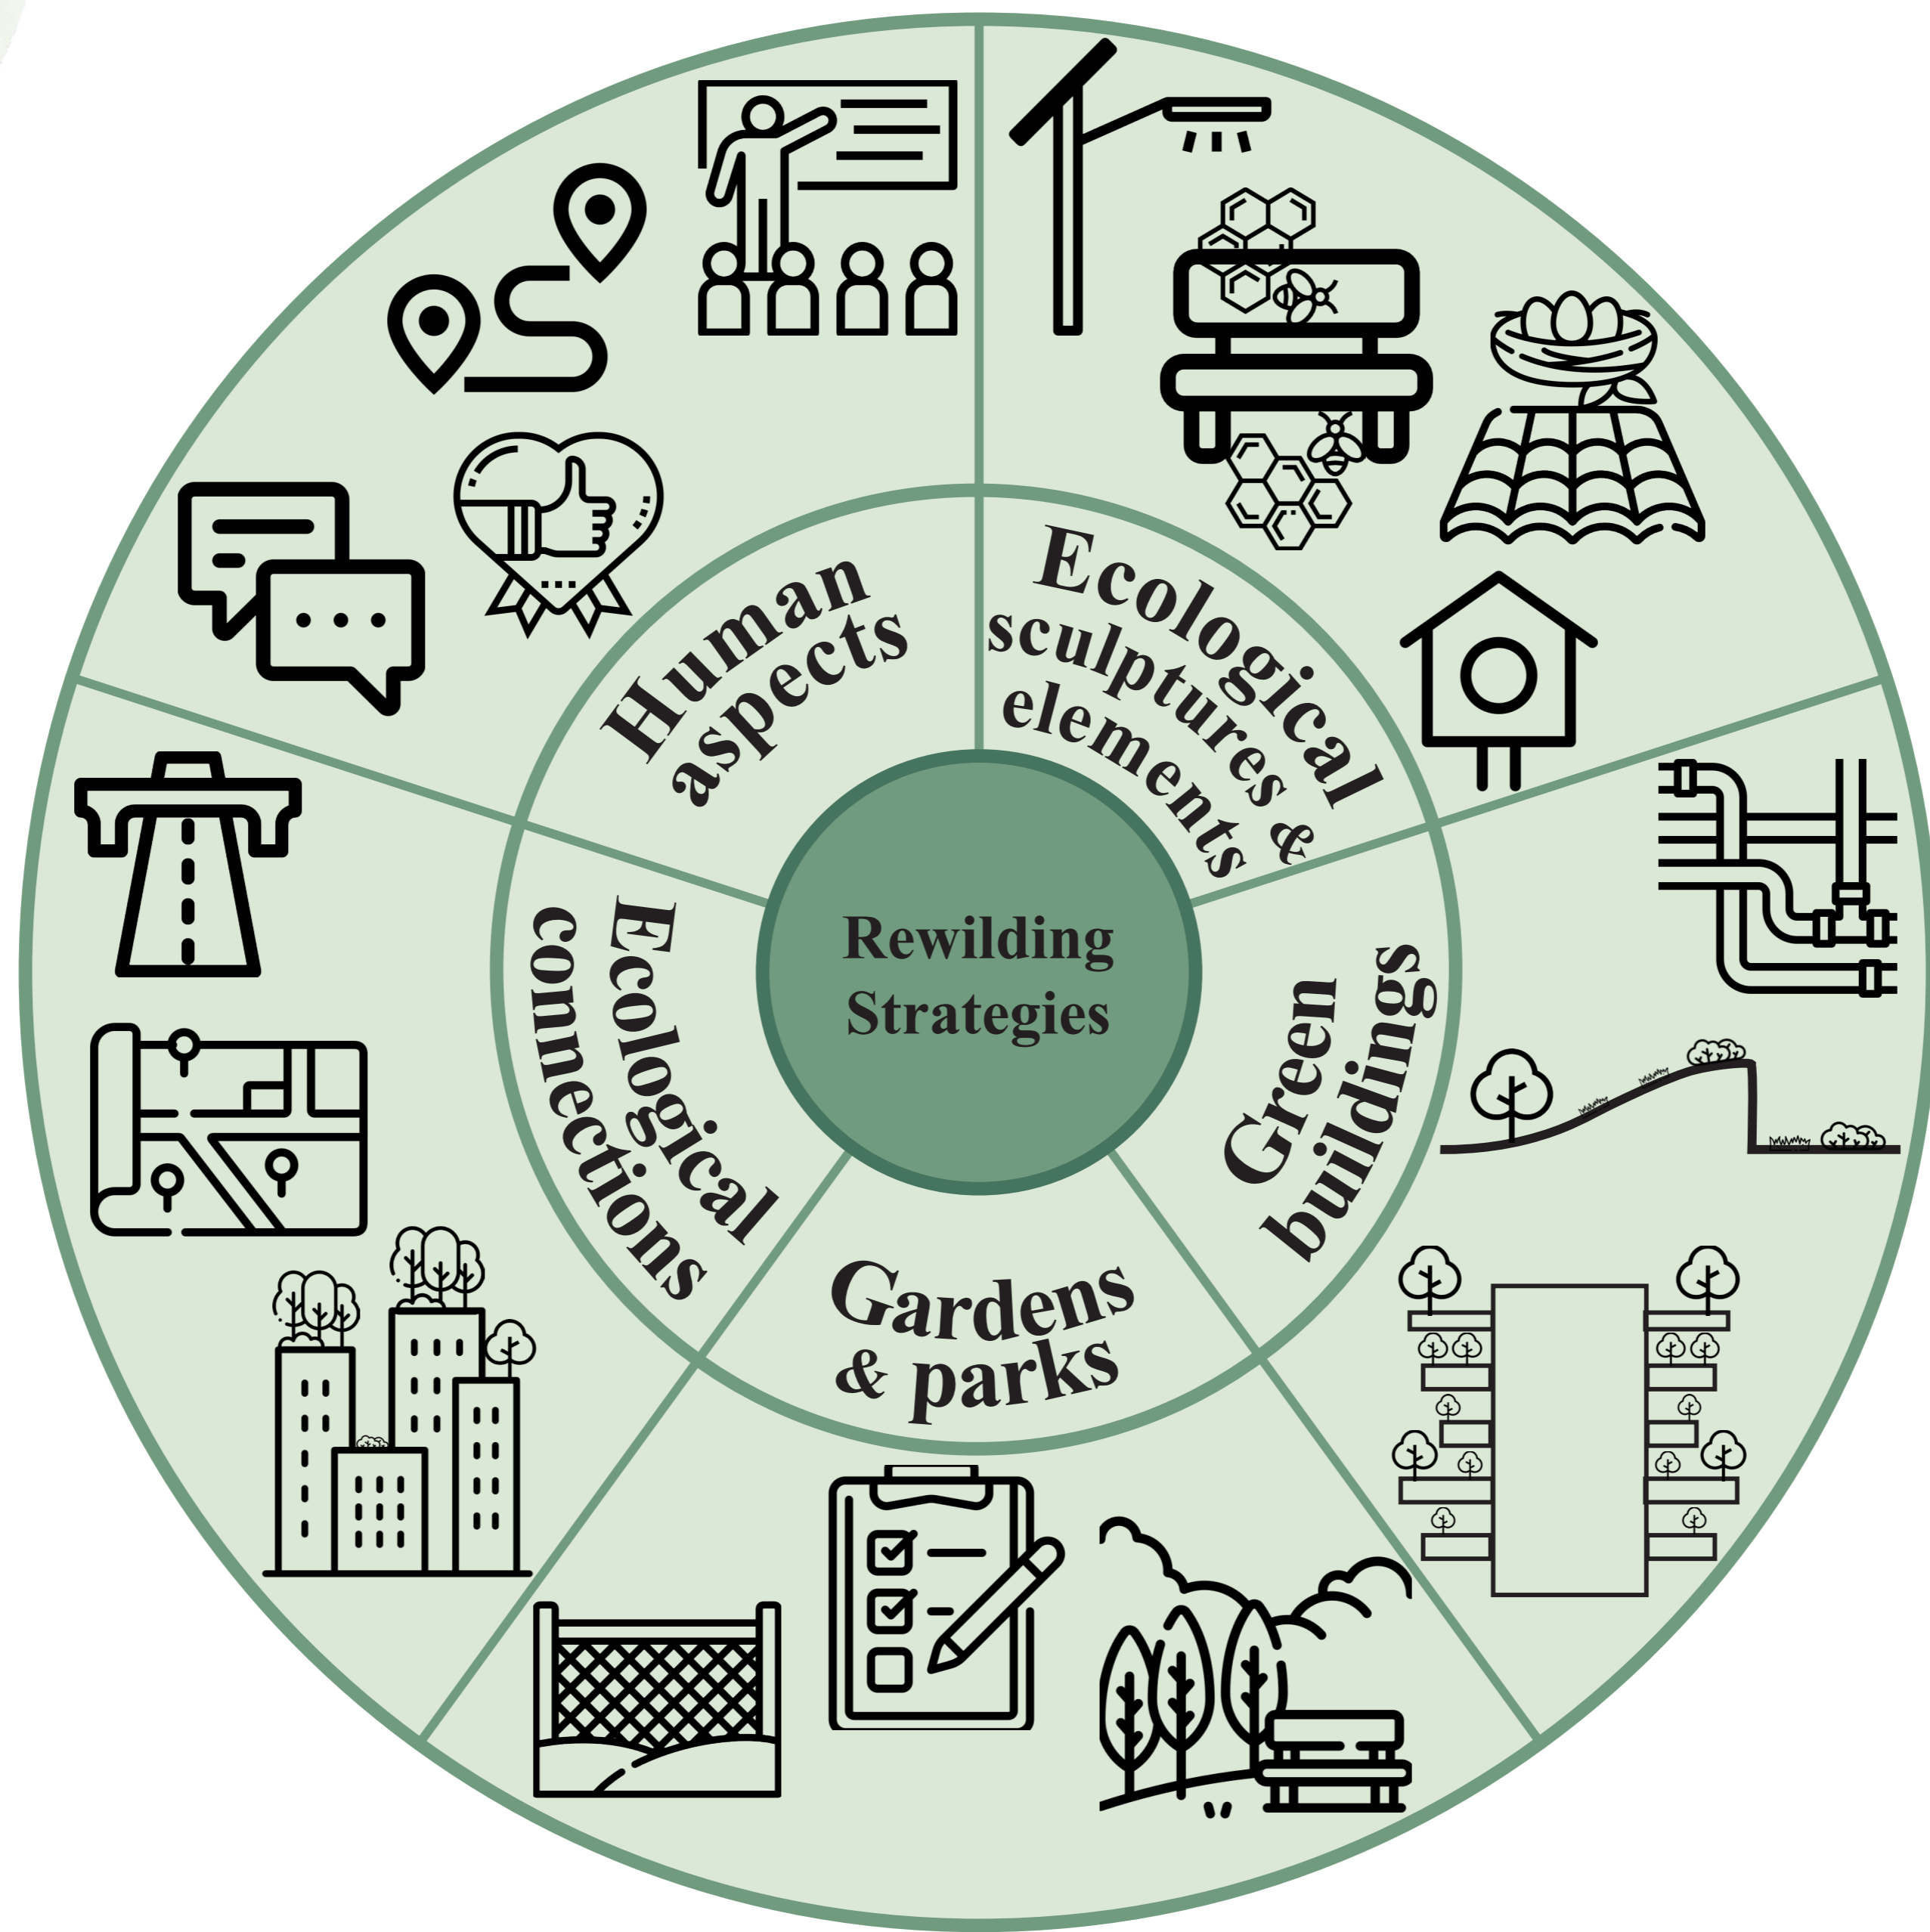 Rewilding
Strategies
Human
aspects
Ecological
sculptures &
elements
Green
buildings
Gardens
& parks
Ecological
connections